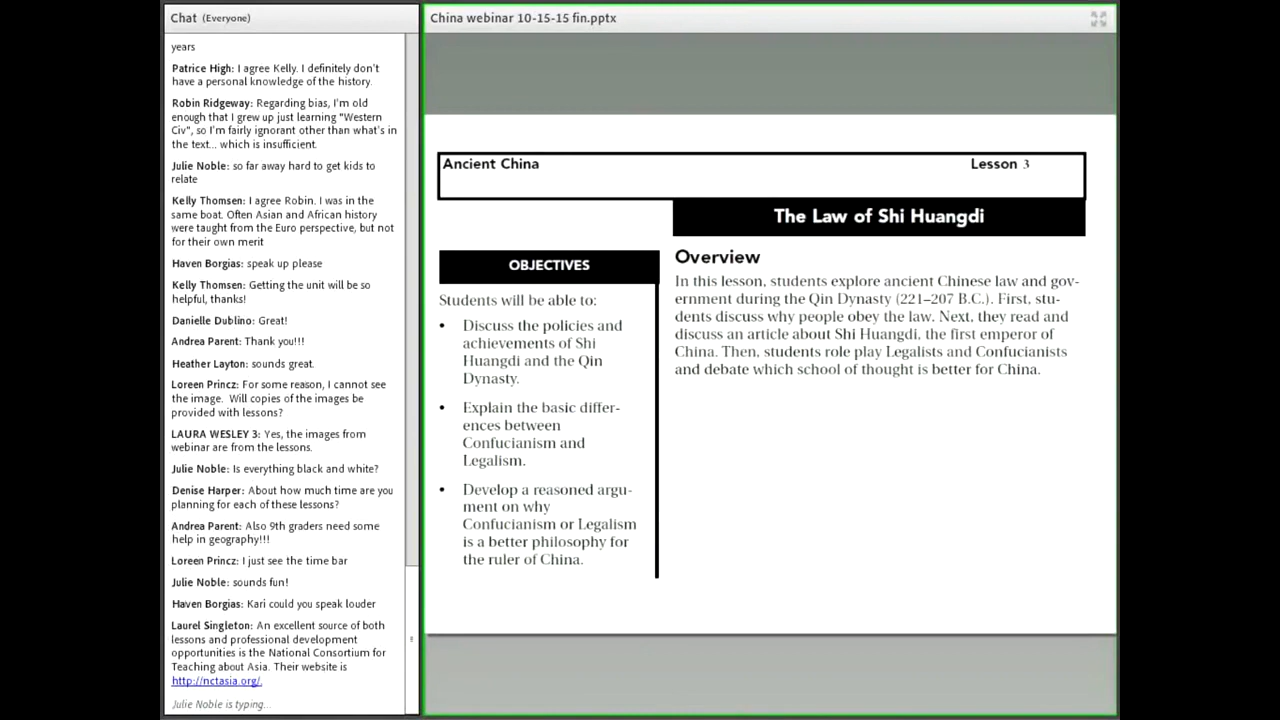 Chat (Everyone)
years
Patrice High: I agree Kelly. I definitely don't
have a personal knowledge of the history.
Robin Ridgeway: Regarding bias, I'm old
enough that I grew up just learning "Western
Civ", so I'm fairly ignorant other than what's in
the text... which is insufficient.
Julie Noble: so far away hard to get kids to
relate
Kelly Thomsen: I agree Robin. I was in the
same boat. Often Asian and African history
were taught from the Euro perspective, but not
for their own merit
Haven Borgias: speak up please
Kelly Thomsen: Getting the unit will be so
helpful, thanks!
Danielle Dublino: Great!
Andrea Parent: Thank you!!!
Heather Layton: sounds great.
Loreen Princz: For some reason, I cannot see
the image.  Will copies of the images be
provided with lessons?
LAURA WESLEY 3: Yes, the images from
webinar are from the lessons.
Julie Noble: Is everything black and white?
Denise Harper: About how much time are you
planning for each of these lessons?
Andrea Parent: Also 9th graders need some
help in geography!!!
Loreen Princz: I just see the time bar
Julie Noble: sounds fun!
Haven Borgias: Kari could you speak louder
Laurel Singleton: An excellent source of both
lessons and professional development
opportunities is the National Consortium for
Teaching about Asia. Their website is
http://nctasia.org/.
Julie Noble is typing...
China webinar 10-15-15 fin.pptx
Ancient China
Lesson 3
The Law of Shi Huangdi
OBJECTIVES
Students will be able to:
• Discuss the policies and
achievements of Shi
Huangdi and the Qin
Dynasty.
• Explain the basic differ-
ences between
Confucianism and
Legalism.
• Develop a reasoned argu-
ment on why
Confucianism or Legalism
is a better philosophy for
the ruler of China.
Overview
In this lesson, students explore ancient Chinese law and gov-
ernment during the Qin Dynasty (221–207 B.C.). First, stu-
dents discuss why people obey the law. Next, they read and
discuss an article about Shi Huangdi, the first emperor of
China. Then, students role play Legalists and Confucianists
and debate which school of thought is better for China.